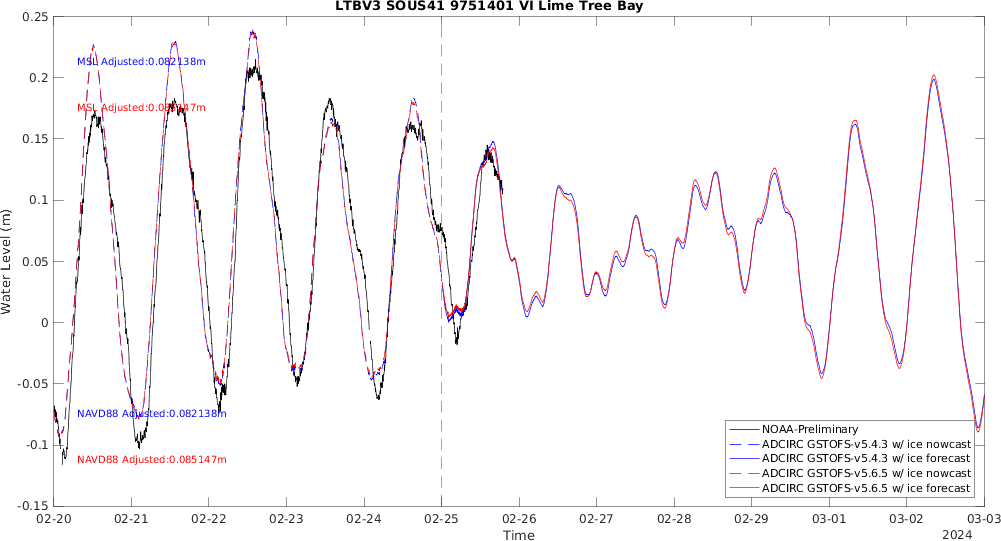 LTBV3 SOUS41 9751401 VI Lime Tree Bay
Water Level (m)
0.25
0.2
0.15
0.1
0.05
0
-0.05
-0.1
-0.15
MSL Adjusted:0.082138m
MSL Adjusted:0.085147m
NAVD88 Adjusted:0.082138m
NAVD88 Adjusted:0.085147m
NOAA-Preliminary
ADCIRC GSTOFS-v5.4.3 w/ ice nowcast
ADCIRC GSTOFS-v5.4.3 w/ ice forecast
ADCIRC GSTOFS-v5.6.5 w/ ice nowcast
ADCIRC GSTOFS-v5.6.5 w/ ice forecast
02-20 02-21 02-22 02-23 02-24 02-25 02-26 02-27 02-28 02-29 03-01 03-02 03-03
Time
2024